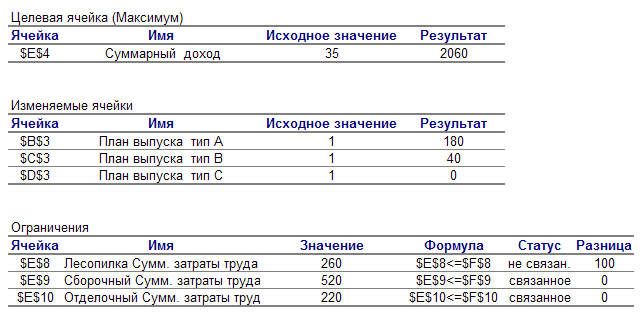 Целевая ячейка (Максимум)
Ячейка Имя Исходное значение Результат
$E$4 Суммарный доход 35 2060
Изменяемые ячейки
Ячейка Имя Исходное значение Результат
$B$3 План выпуска тип A 1 180
$C$3 План выпуска тип B 1 40
$D$3 План выпуска тип C 1 0
Ограничения
Ячейка Имя Значение Формула Статус Разница
$E$8 Лесопилка Сумм. затраты труда 260 $E$8<=$F$8 не связан. 100
$E$9 Сборочный Сумм. затраты труда 520 $E$9<=$F$9 связанное 0
$E$10 Отделочный Сумм. затраты труд 220 $E$10<=$F$10 связанное 0